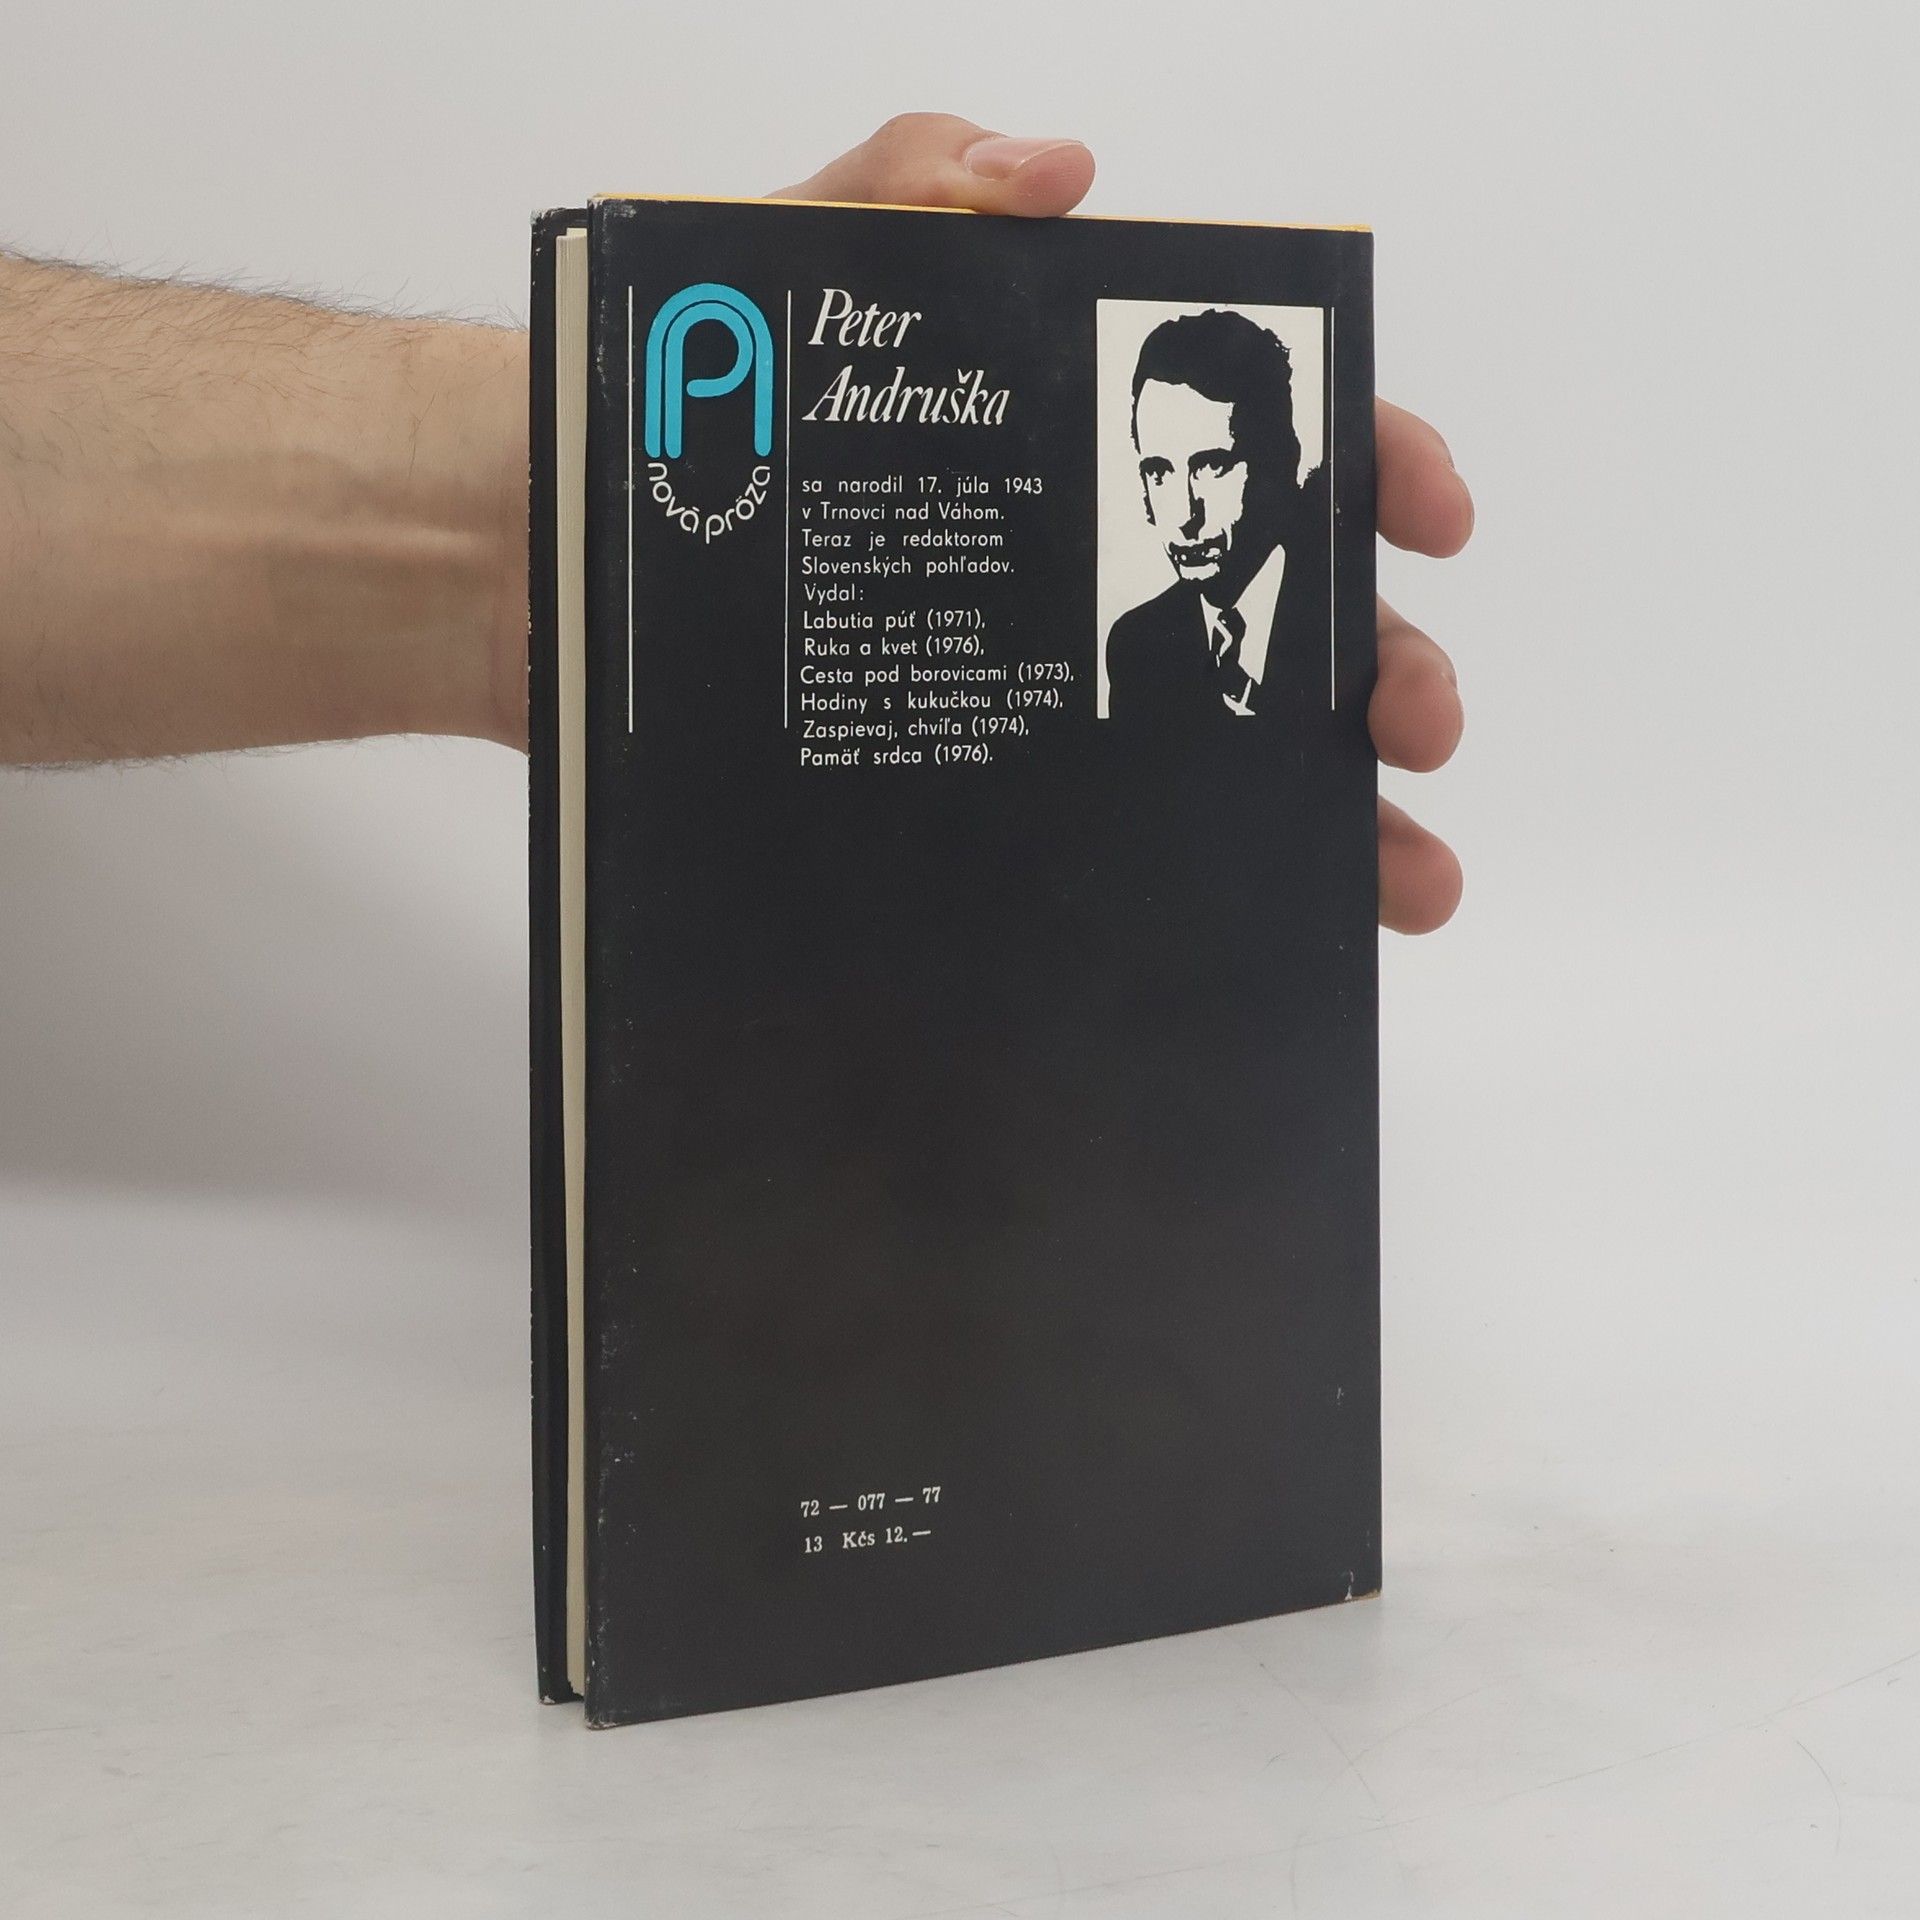 nová próza
Peter
Andruška
sa narodil 17. júla 1943
v Trnovci nad Váhom.
Teraz je redaktorom
Slovenských pohľadov.
Vydal:
Labutia púť (1971),
Ruka a kvet (1976),
Cesta pod borovicami (1973),
Hodiny s kukučkou (1974),
Zaspievaj, chvíľa (1974),
Pamäť srdca (1976).
72 — 077 — 77
13 Kčs 12.—